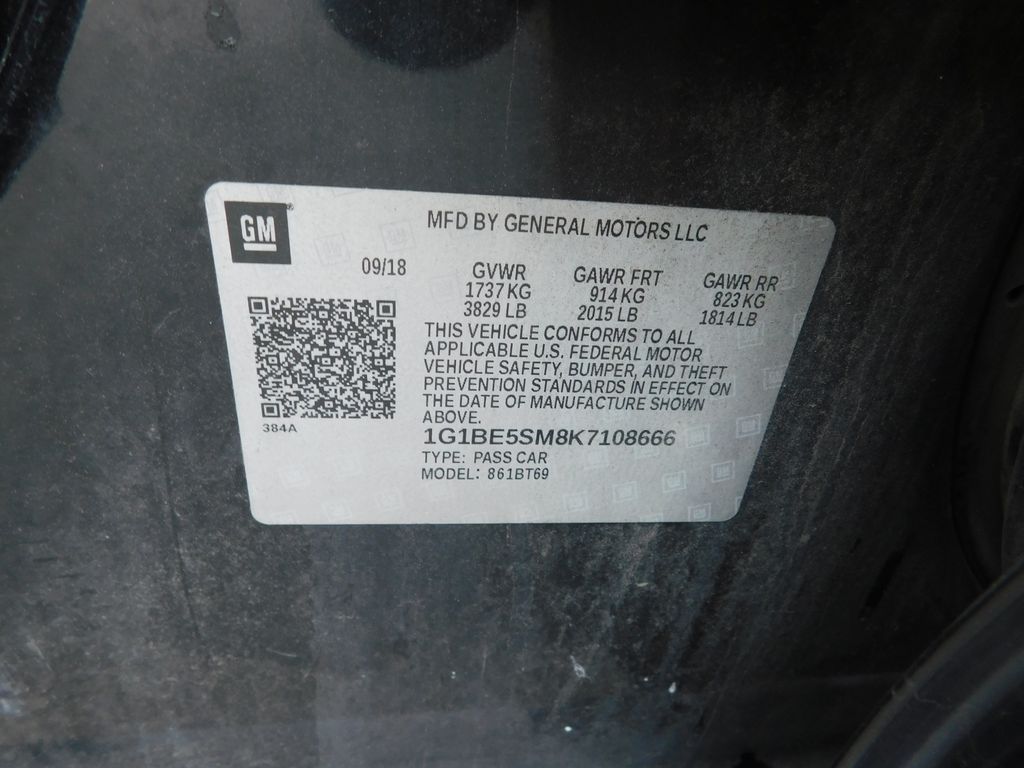 GM
MFD BY GENERAL MOTORS LLC
09/18
GVWR
1737 KG
3829 LB
GAWR FRT
914 KG
2015 LB
GAWR RR
823 KG
1814 LB
THIS VEHICLE CONFORMS TO ALL
APPLICABLE U.S. FEDERAL MOTOR
VEHICLE SAFETY, BUMPER, AND THEFT
PREVENTION STANDARDS IN EFFECT ON
THE DATE OF MANUFACTURE SHOWN
ABOVE.
384A
1G1BE5SM8K7108666
TYPE: PASS CAR
MODEL: 861BT69